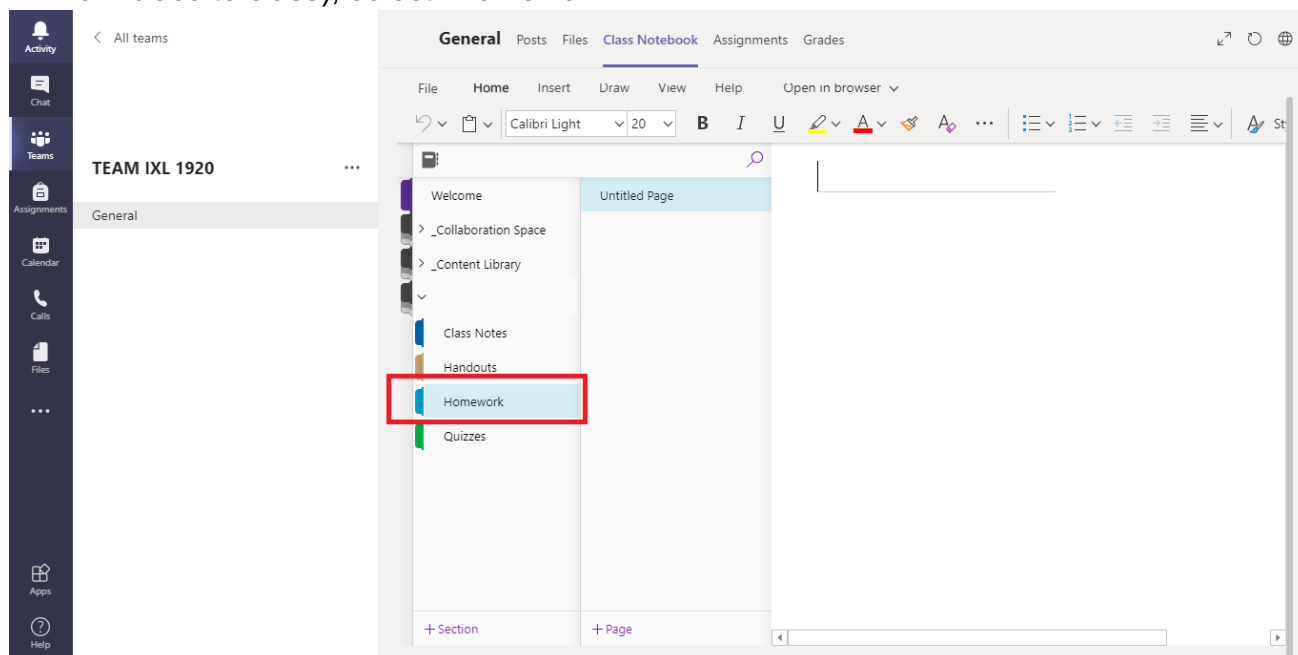 Activity
Chat
Teams
Assignments
Calendar
Calls
Files
Apps
Help
All teams
TEAM IXL 1920
General
General Posts Files Class Notebook Assignments Grades
File Home Insert Draw View Help Open in browser
Calibri Light 20 B I U A A
Welcome
_Collaboration Space
_Content Library
Class Notes
Handouts
Homework
Quizzes
+ Section
Untitled Page
+ Page